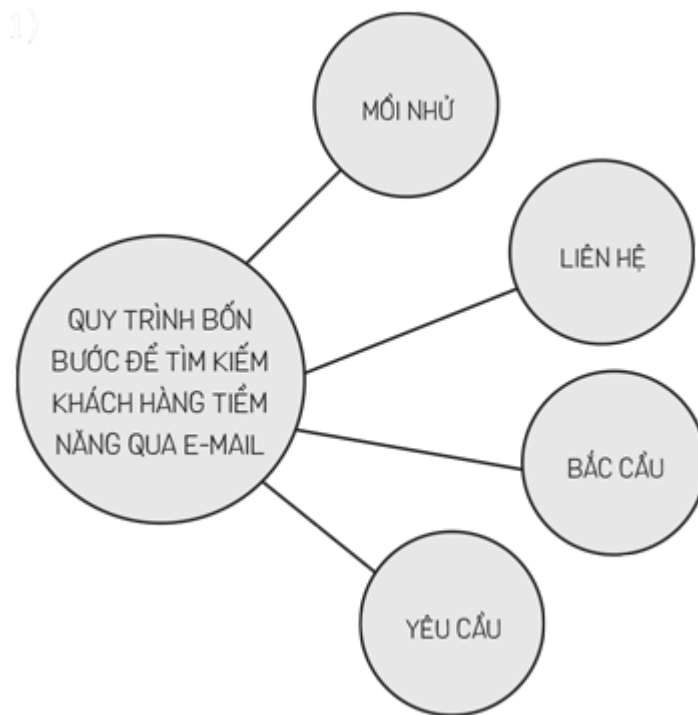 1)
MỒI NHỬ
LIÊN HỆ
QUY TRÌNH BỐN
BƯỚC ĐỂ TÌM KIẾM
KHÁCH HÀNG TIỀM
NĂNG QUA E-MAIL
BẮC CẦU
YÊU CẦU